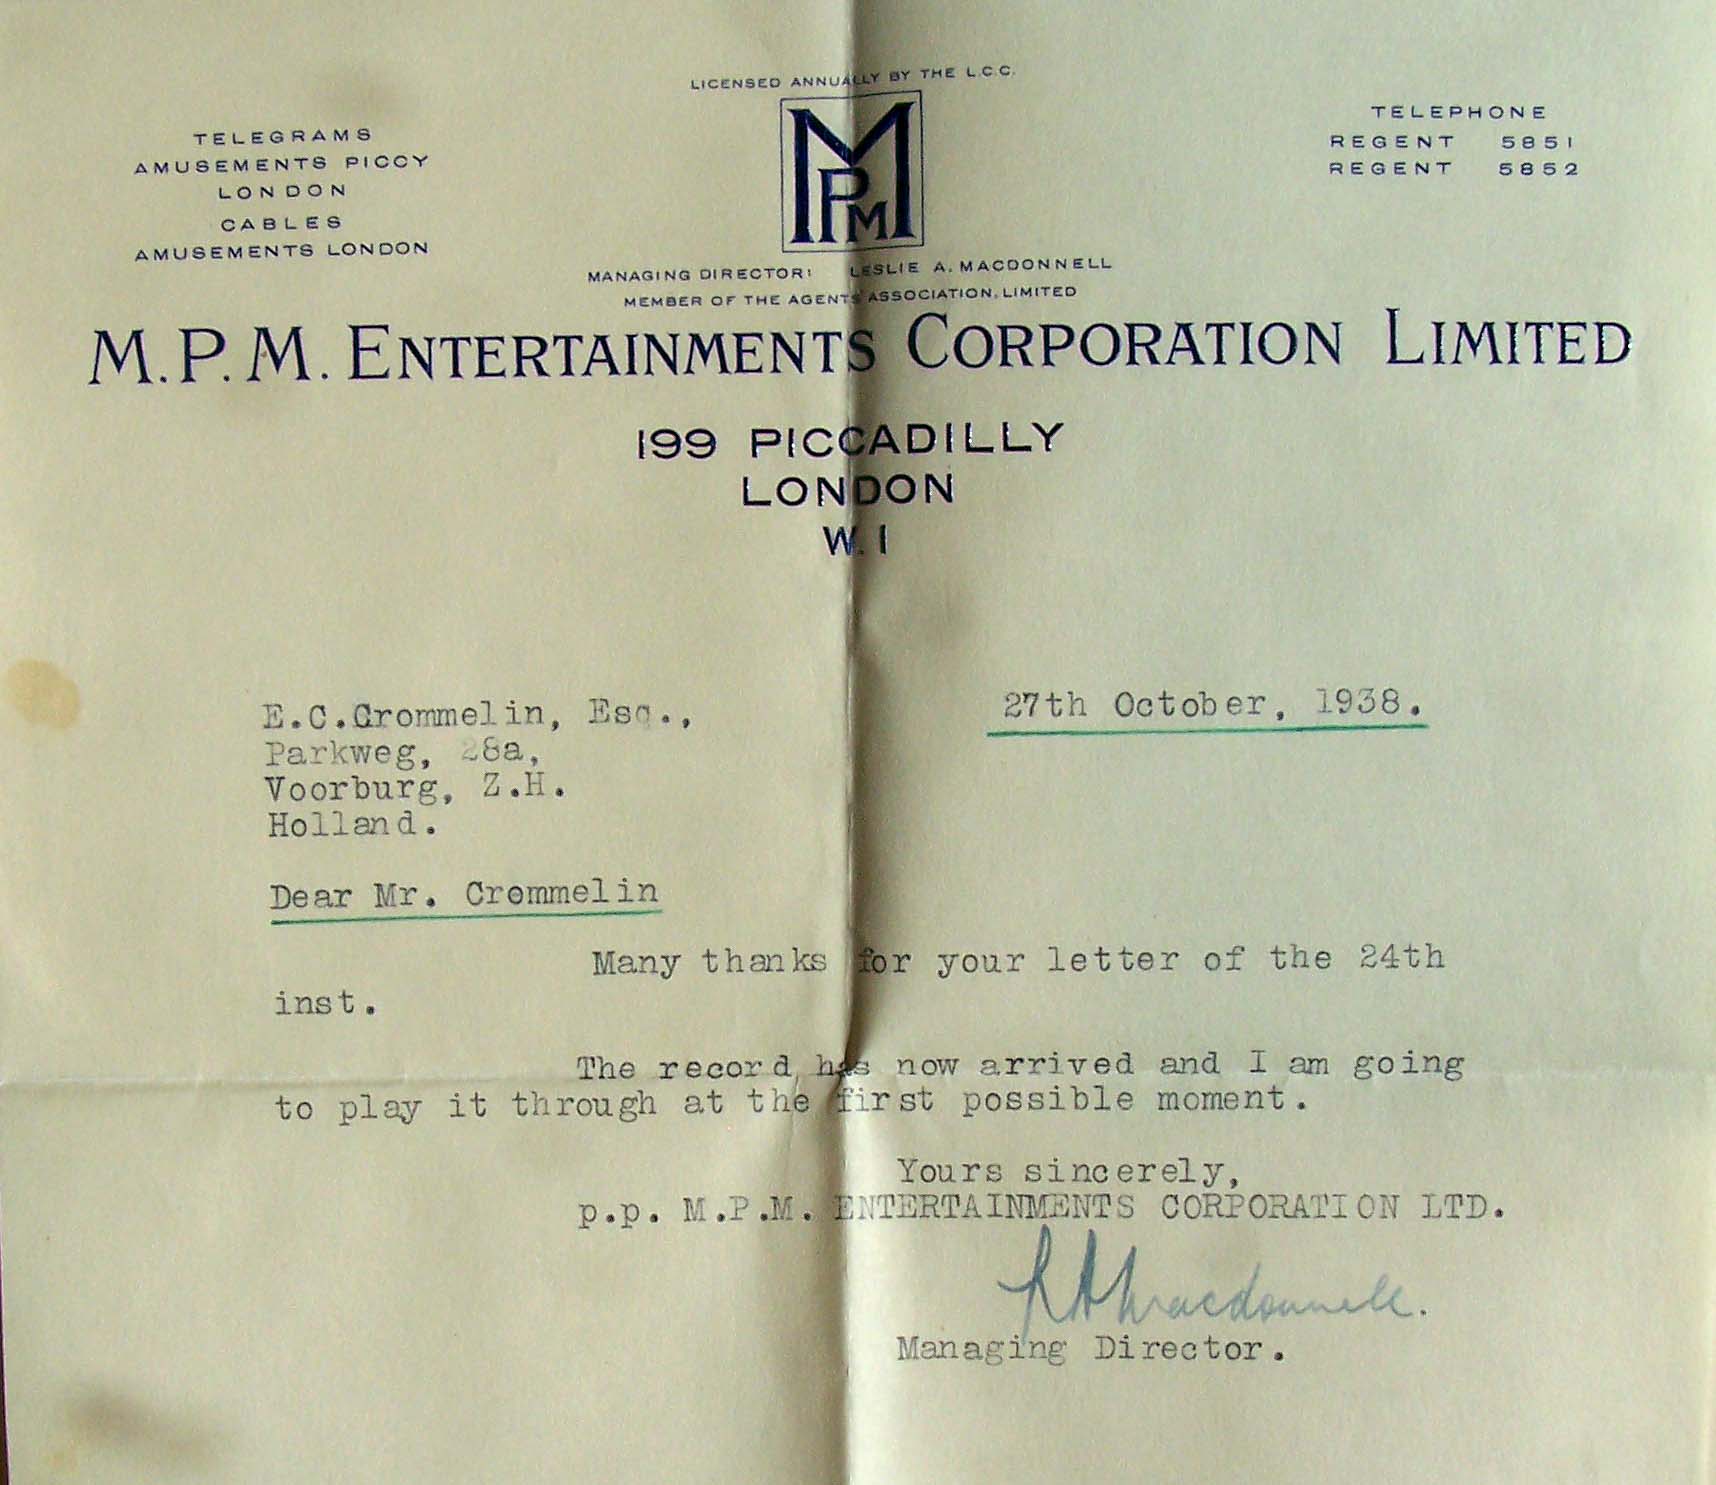 LICENSED ANNUALLY BY THE L.C.C.
TELEGRAMS
AMUSEMENTS PICCY
LONDON
CABLES
AMUSEMENTS LONDON
MPM
TELEPHONE
REGENT 5851
REGENT 5852
MANAGING DIRECTOR: LESLIE A. MACDONNELL
MEMBER OF THE AGENTS ASSOCIATION, LIMITED
M.P.M. ENTERTAINMENTS CORPORATION LIMITED
199 PICCADILLY
LONDON
W.1
27th October, 1938.
E.C.Crommelin, Esq.,
Parkweg, 28a,
Voorburg, Z.H.
Holland.
Dear Mr. Crommelin
Many thanks for your letter of the 24th
inst.
The record has now arrived and I am going
to play it through at the first possible moment.
Yours sincerely,
p.p. M.P.M. ENTERTAINMENTS CORPORATION LTD.
LAMacdonnell.
Managing Director.